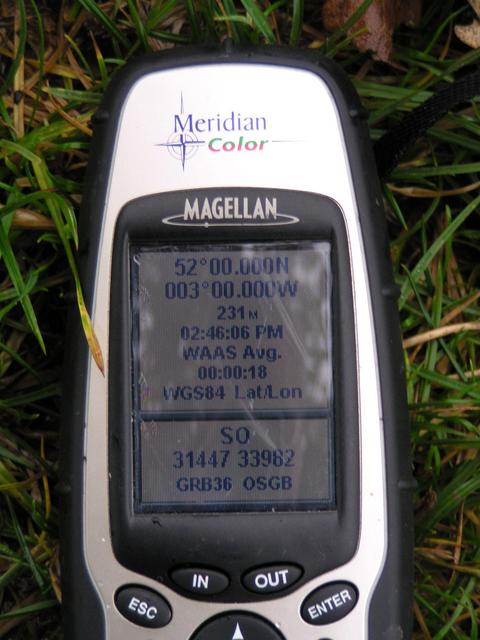 Meridian
Color
MAGELLAN
52°00.000N
003°00.000W
231M
02:46:06 PM
WAAS Avg.
00:00:18
WGS84 Lat/Lon
SO
31447 33982
GRB36 OSGB
IN
OUT
ESC
ENTER